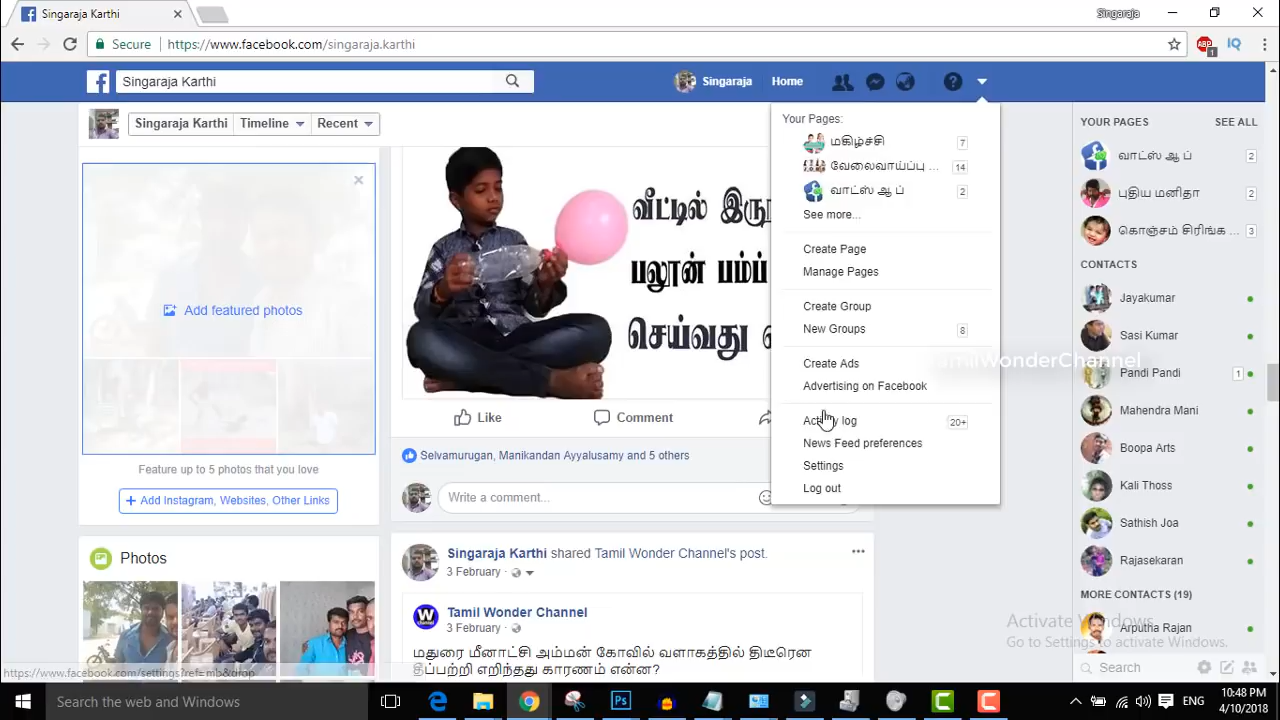 Singaraja Karthi
Singaraja
Secure
https://www.facebook.com/singaraja.karthi
ABP
1
IQ
Singaraja Karthi
Singaraja
Home
Singaraja Karthi
Timeline
Recent
Your Pages:
மகிழ்ச்சி
7
வேலைவாய்ப்பு ...
14
வாட்ஸ் ஆ ப்
2
See more...
Create Page
Manage Pages
Create Group
New Groups
8
Create Ads
Advertising on Facebook
log
20+
News Feed preferences
Settings
Log out
YOUR PAGES
SEE ALL
வாட்ஸ் ஆ ப்
2
புதிய மனிதா
2
கொஞ்சம் சிரிங்க ...
3
CONTACTS
Jayakumar
Sasi Kumar
TamilWonderChannel
Pandi Pandi
1
Mahendra Mani
Boopa Arts
Kali Thoss
Sathish Joa
Rajasekaran
MORE CONTACTS (19)
Arputha Rajan
Search
Add featured photos
Feature up to 5 photos that you love
+ Add Instagram, Websites, Other Links
Photos
வீட்டில்
பலூன் பம்ப்
செய்வது
Like
Comment
Selvamurugan, Manikandan Ayyalusamy and 5 others
Write a comment...
Singaraja Karthi shared Tamil Wonder Channel's post.
3 February ·
Tamil Wonder Channel
3 February ·
மதுரை மீனாட்சி அம்மன் கோவில் வளாகத்தில் திடீரென
தீப்பற்றி எறிந்தது காரணம் என்ன?
https://www.facebook.com/settings?ref=mb&drop
Activate Windows
Go to Settings to activate Windows.
Search the web and Windows
ENG
10:48 PM
4/10/2018